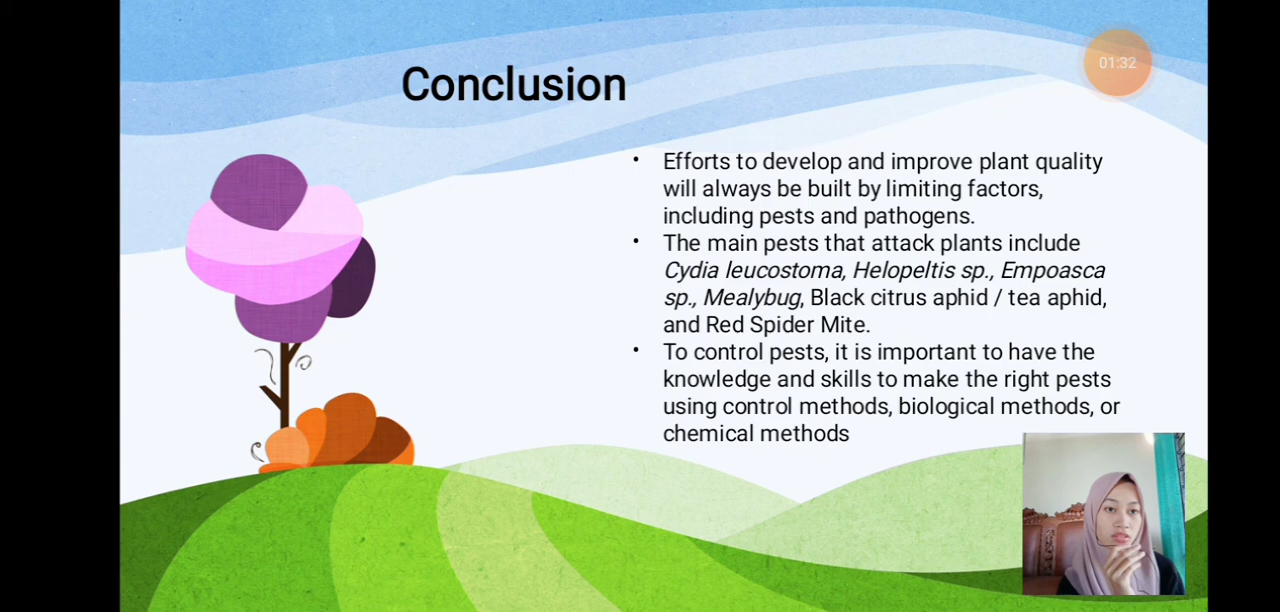 Conclusion
01:32
• Efforts to develop and improve plant quality
will always be built by limiting factors,
including pests and pathogens.
• The main pests that attack plants include
Cydia leucostoma, Helopeltis sp., Empoasca
sp., Mealybug, Black citrus aphid / tea aphid,
and Red Spider Mite.
• To control pests, it is important to have the
knowledge and skills to make the right pests
using control methods, biological methods, or
chemical methods